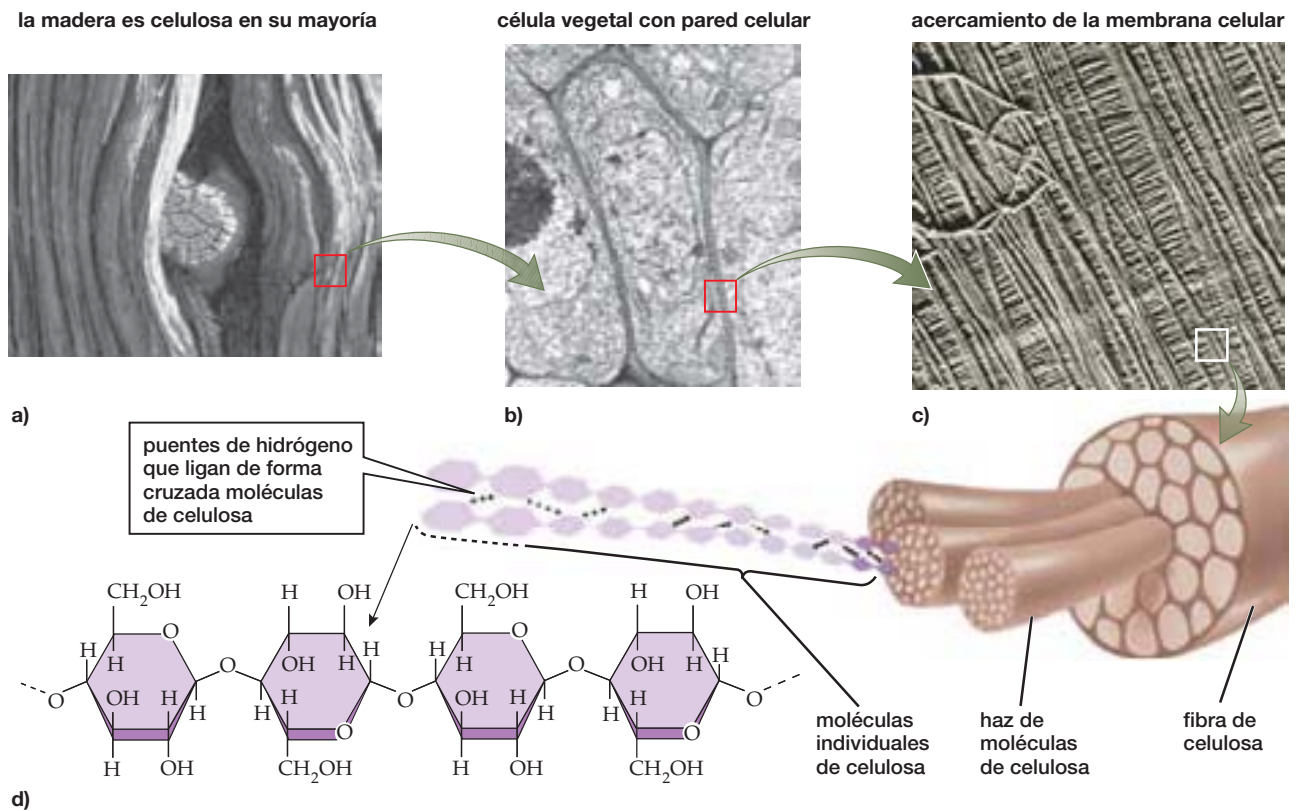 la madera es celulosa en su mayoría
célula vegetal con pared celular
acercamiento de la membrana celular
a)
b)
c)
puentes de hidrógeno
que ligan de forma
cruzada moléculas
de celulosa
CH₂OH
H
OH
CH₂OH
H
OH
O
H
H
O
H
H
H
OH
H
O
H
H
H
OH
H
O
OH
H
H
H
O
H
O
OH
H
H
H
O
H
O
H
OH
O
CH₂OH
H
OH
O
CH₂OH
moléculas
individuales
de celulosa
haz de
moléculas
de celulosa
fibra de
celulosa
d)